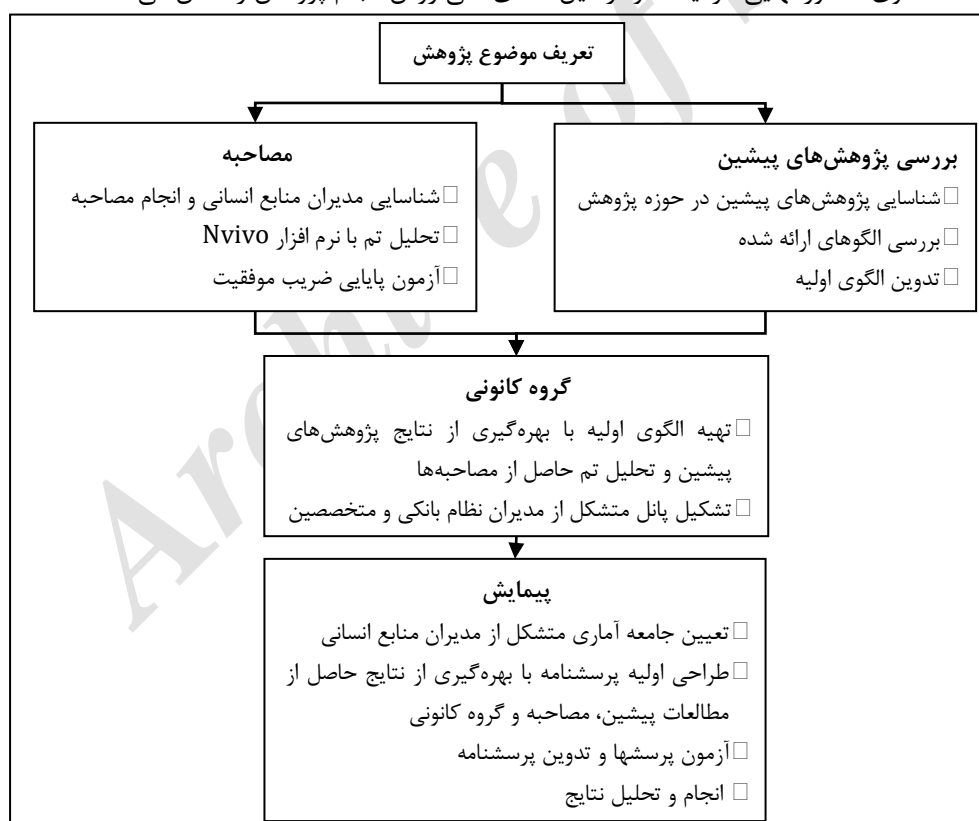 تعریف موضوع پژوهش
بررسی پژوهش‌های پیشین
□ شناسایی پژوهش‌های پیشین در حوزه پژوهش
□ بررسی الگوهای ارائه شده
□ تدوین الگوی اولیه
مصاحبه
□ شناسایی مدیران منابع انسانی و انجام مصاحبه
□ تحلیل تم با نرم افزار Nvivo
□ آزمون پایایی ضریب موفقیت
گروه کانونی
□ تهیه الگوی اولیه با بهره‌گیری از نتایج پژوهش‌های
پیشین و تحلیل تم حاصل از مصاحبه‌ها
□ تشکیل پانل متشکل از مدیران نظام بانکی و متخصصین
پیمایش
□ تعیین جامعه آماری متشکل از مدیران منابع انسانی
□ طراحی اولیه پرسشنامه با بهره‌گیری از نتایج حاصل از
مطالعات پیشین، مصاحبه و گروه کانونی
□ آزمون پرسشها و تدوین پرسشنامه
□ انجام و تحلیل نتایج